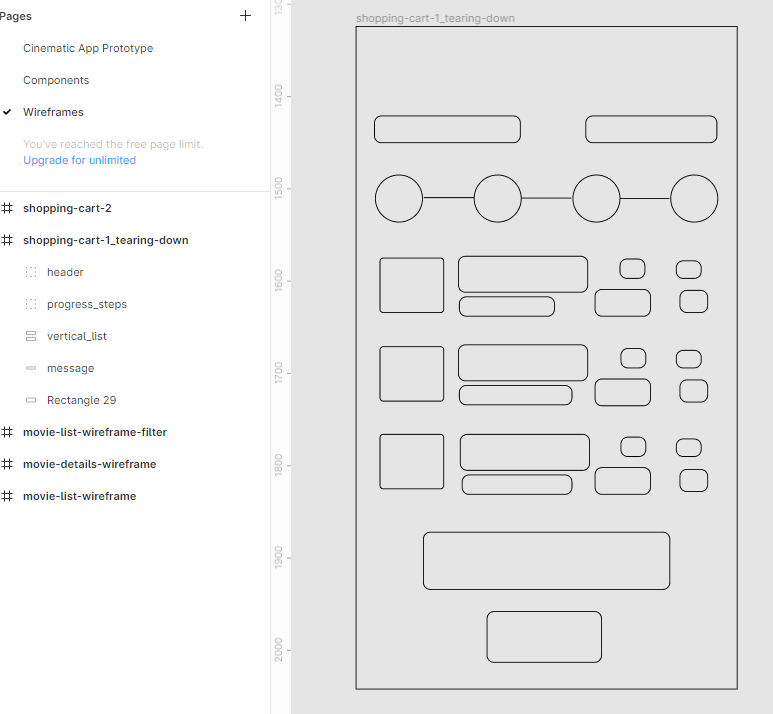 Pages
Cinematic App Prototype
Components
Wireframes
You've reached the free page limit.
Upgrade for unlimited
shopping-cart-2
shopping-cart-1_tearing-down
header
progress_steps
vertical_list
message
Rectangle 29
movie-list-wireframe-filter
movie-details-wireframe
movie-list-wireframe
1400
1500
1600
1700
1800
1900
2000
shopping-cart-1_tearing-down